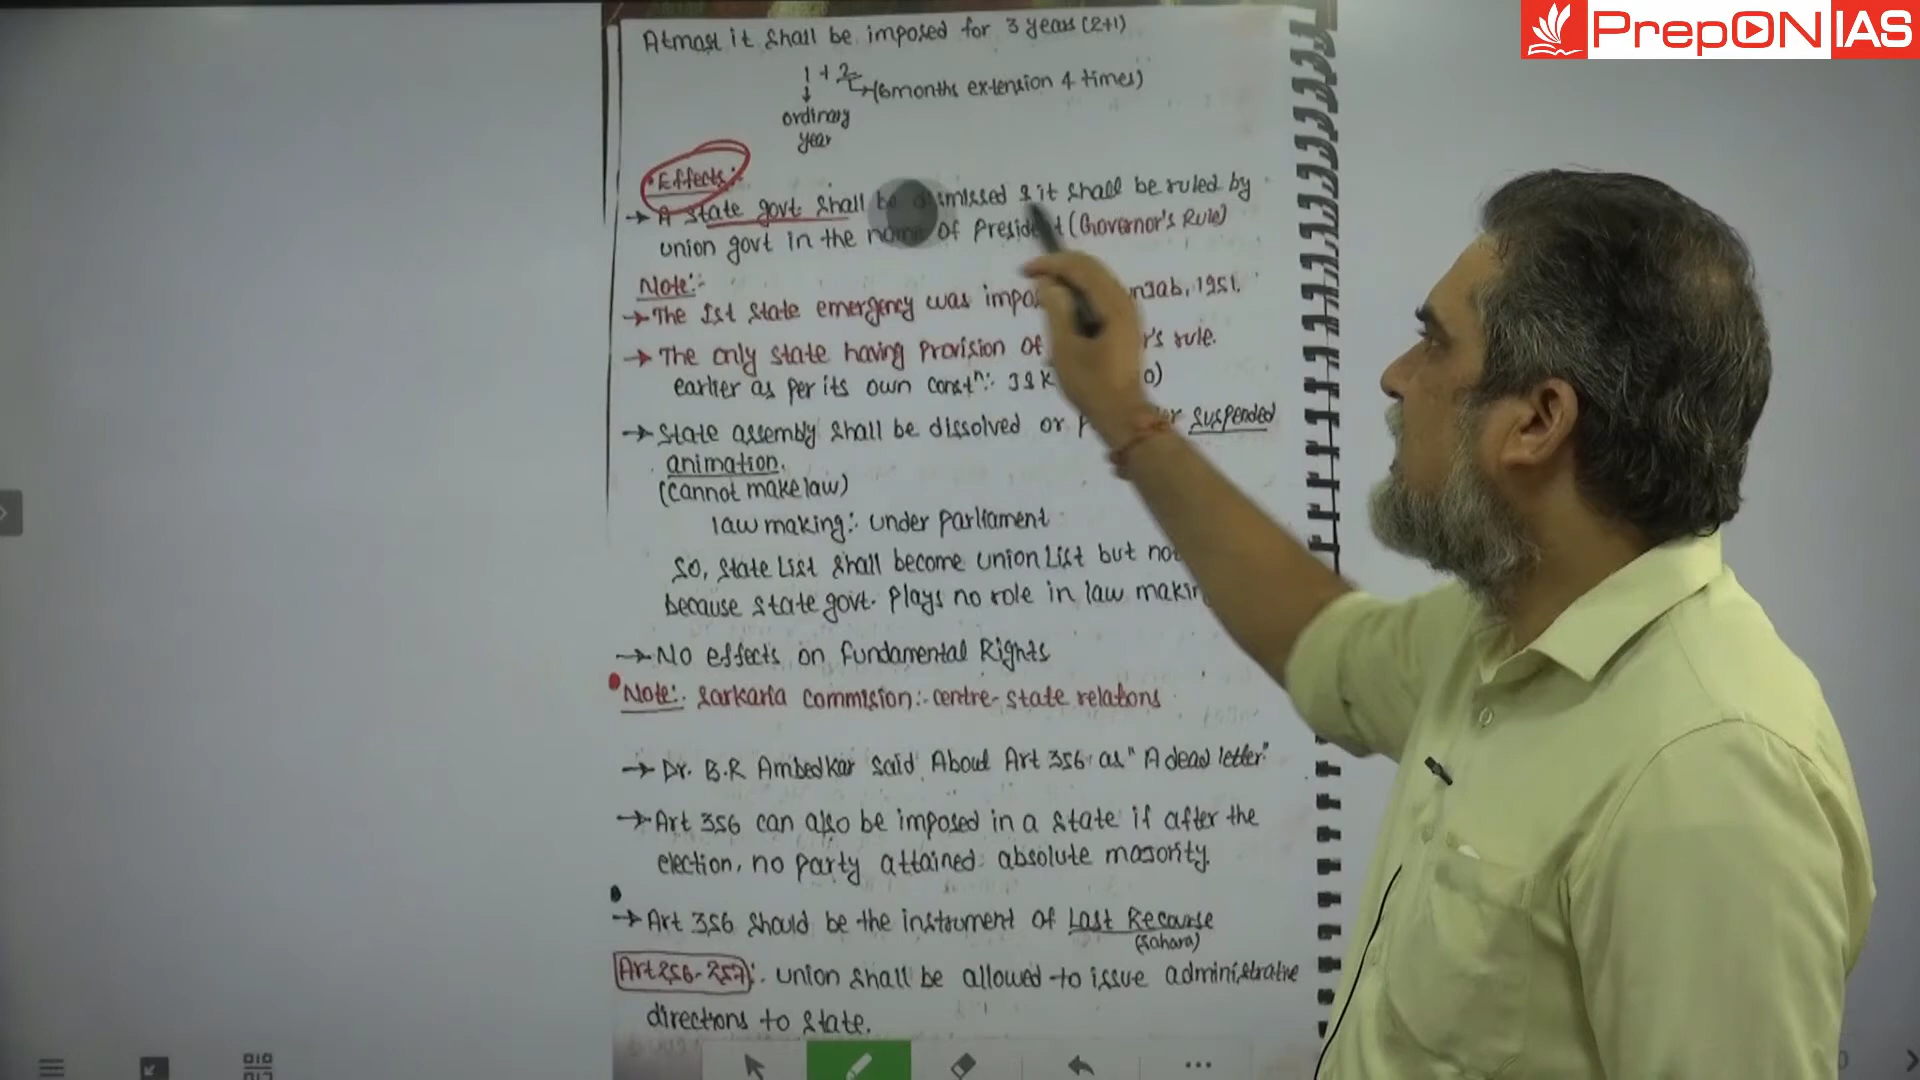 PrepON IAS
Atmost it shall be imposed for 3 years (2+1)
1 + 2
(6months extension 4 times)
ordinary
year
Effects:
→ A state govt shall be dismissed & it shall be ruled by
union govt in the name of President (Governor's Rule)
Note:-
→ The 1st state emergency was 1951.
→ The only state having Provision of rule.
earlier as per its own constn:- J&K
→ State assembly shall be dissolved or suspended
animation.
(cannot make law)
law making:- under parliament
So, State List shall become union List but
because state govt. Plays no role in law
→ No effects on Fundamental Rights
Note:- Sarkaria commision:- centre-state relations
→ Dr. B.R Ambedkar said About Art 356 as "A dead letter"
→ Art 356 can also be imposed in a state if after the
election, no party attained absolute majority.
→ Art 356 should be the instrument of Last Recourse
(Sahara)
Art 256-257:- union shall be allowed to issue administrative
directions to state.